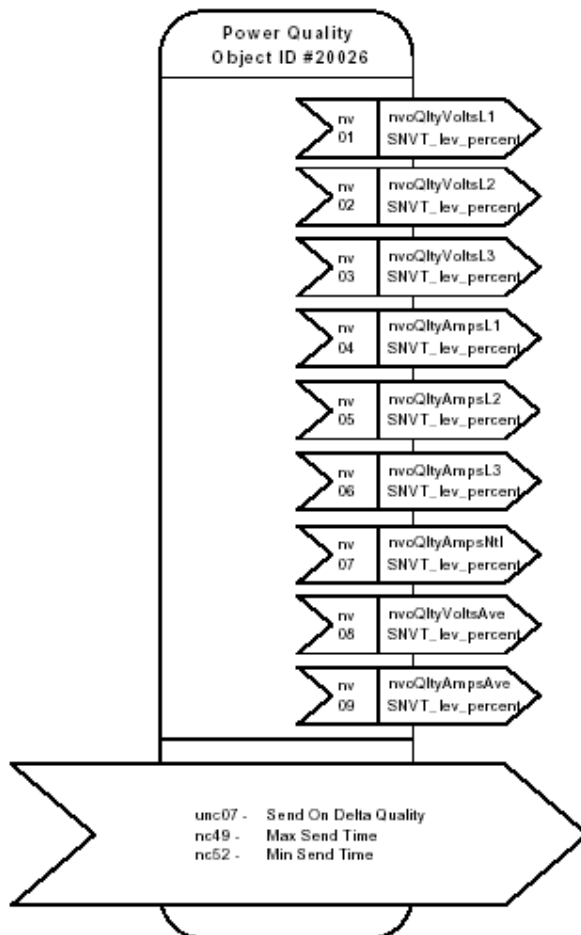 Power Quality
Object ID #20026
nv nvoQltyVoltsL1
01 SNVT_lev_percent
nv nvoQltyVoltsL2
02 SNVT_lev_percent
nv nvoQltyVoltsL3
03 SNVT_lev_percent
nv nvoQltyAmpsL1
04 SNVT_lev_percent
nv nvoQltyAmpsL2
05 SNVT_lev_percent
nv nvoQltyAmpsL3
06 SNVT_lev_percent
nv nvoQltyAmpsNtl
07 SNVT_lev_percent
nv nvoQltyVoltsAve
08 SNVT_lev_percent
nv nvoQltyAmpsAve
09 SNVT_lev_percent
unc07 - Send On Delta Quality
nc49 - Max Send Time
nc52 - Min Send Time